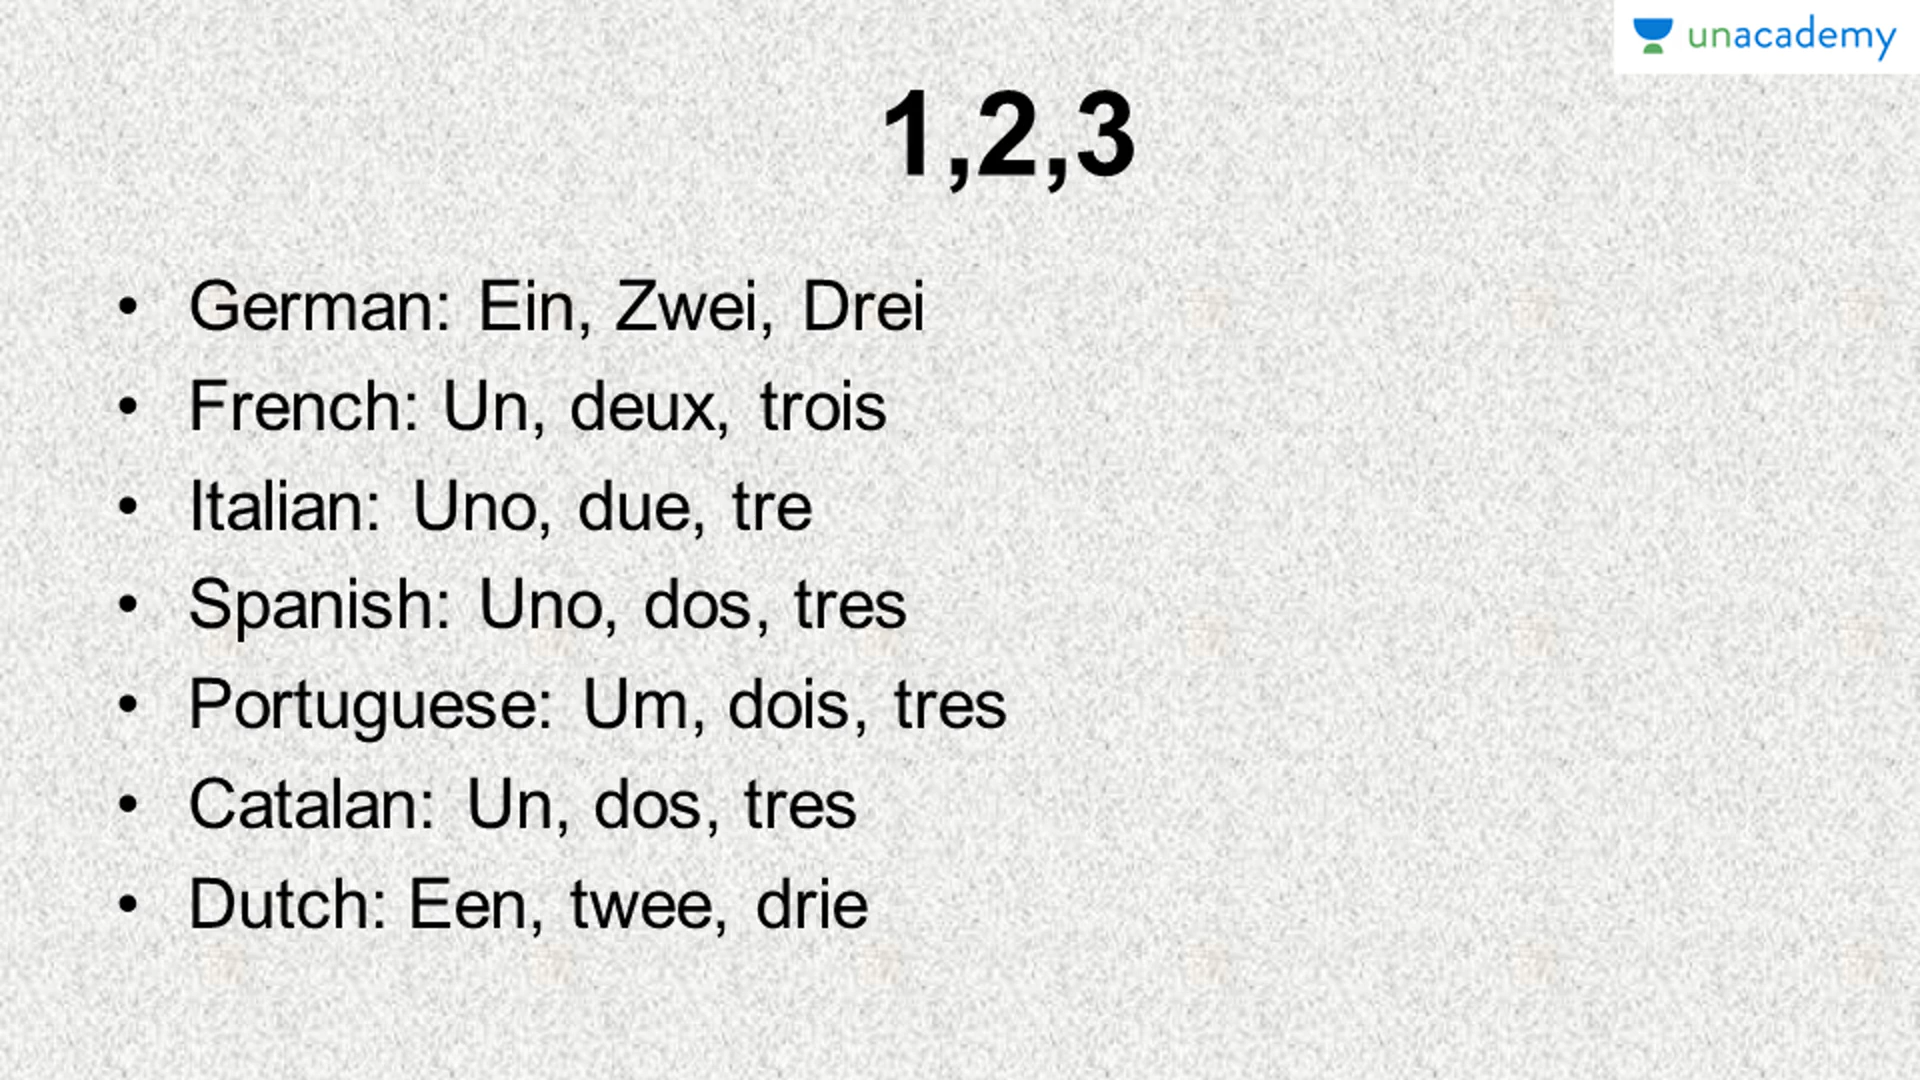 unacademy
1,2,3
• German: Ein, Zwei, Drei
• French: Un, deux, trois
• Italian: Uno, due, tre
• Spanish: Uno, dos, tres
• Portuguese: Um, dois, tres
• Catalan: Un, dos, tres
• Dutch: Een, twee, drie